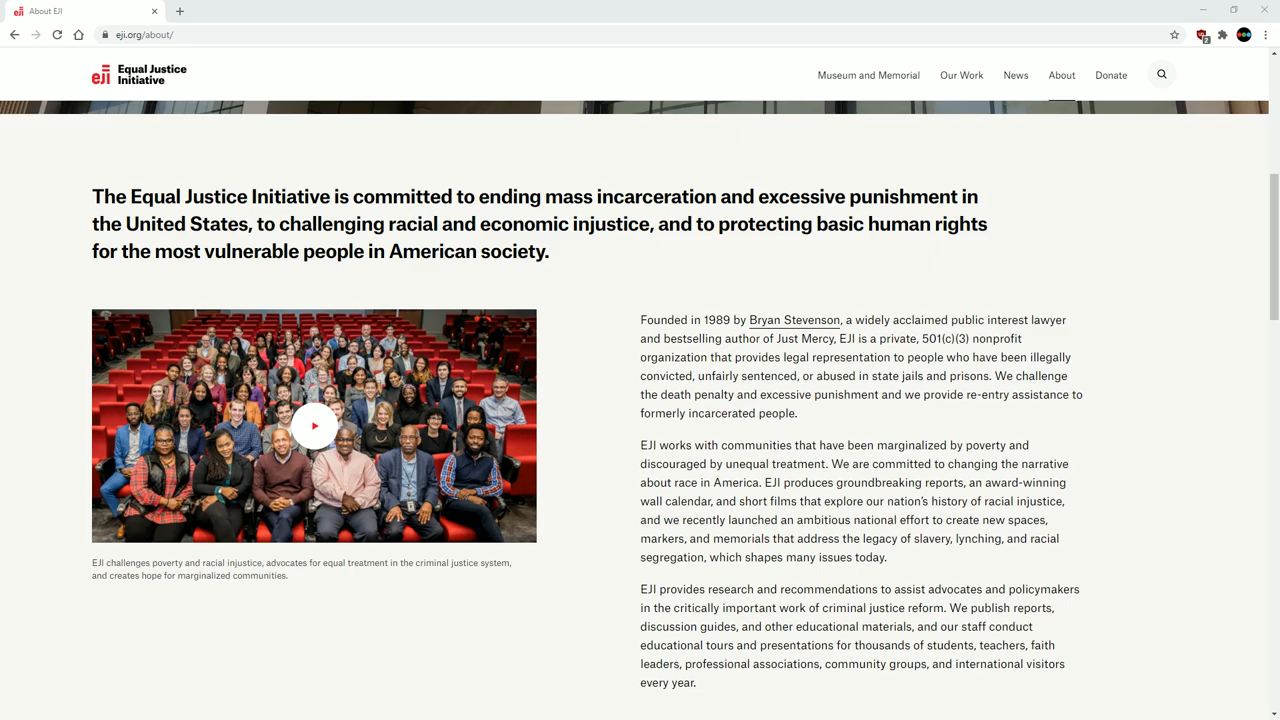 About EJI
eji.org/about/
2
eji Equal Justice
Initiative
Museum and Memorial Our Work News About Donate
The Equal Justice Initiative is committed to ending mass incarceration and excessive punishment in
the United States, to challenging racial and economic injustice, and to protecting basic human rights
for the most vulnerable people in American society.
EJI challenges poverty and racial injustice, advocates for equal treatment in the criminal justice system,
and creates hope for marginalized communities.
Founded in 1989 by Bryan Stevenson, a widely acclaimed public interest lawyer
and bestselling author of Just Mercy, EJI is a private, 501(c)(3) nonprofit
organization that provides legal representation to people who have been illegally
convicted, unfairly sentenced, or abused in state jails and prisons. We challenge
the death penalty and excessive punishment and we provide re-entry assistance to
formerly incarcerated people.
EJI works with communities that have been marginalized by poverty and
discouraged by unequal treatment. We are committed to changing the narrative
about race in America. EJI produces groundbreaking reports, an award-winning
wall calendar, and short films that explore our nation's history of racial injustice,
and we recently launched an ambitious national effort to create new spaces,
markers, and memorials that address the legacy of slavery, lynching, and racial
segregation, which shapes many issues today.
EJI provides research and recommendations to assist advocates and policymakers
in the critically important work of criminal justice reform. We publish reports,
discussion guides, and other educational materials, and our staff conduct
educational tours and presentations for thousands of students, teachers, faith
leaders, professional associations, community groups, and international visitors
every year.